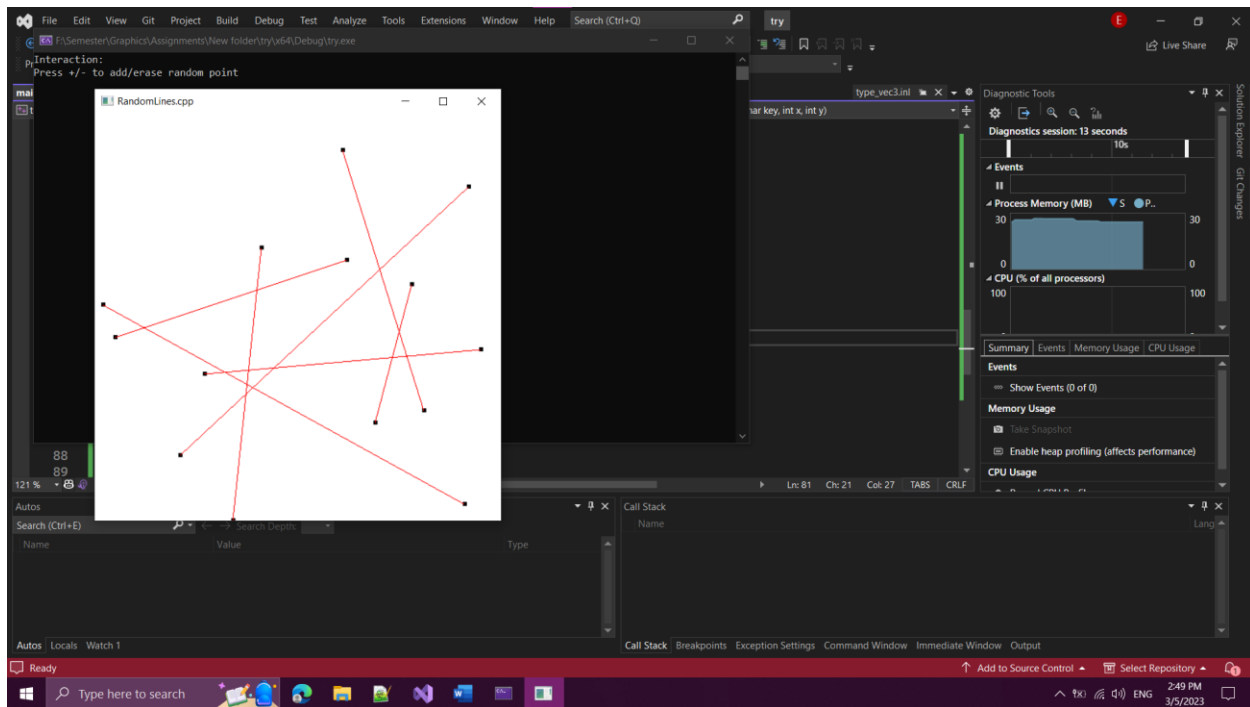 File Edit View Git Project Build Debug Test Analyze Tools Extensions Window Help Search (Ctrl+Q) try E
F:\Semester\Graphics\Assignments\New folder\try\x64\Debug\try.exe
Live Share
Interaction:
Press +/- to add/erase random point
RandomLines.cpp
type_vec3.inl
key, int x, int y)
Diagnostic Tools
Diagnostics session: 13 seconds
10s
Events
Process Memory (MB) S P..
30 30
0 0
CPU (% of all processors)
100 100
Summary Events Memory Usage CPU Usage
Events
Show Events (0 of 0)
Memory Usage
Take Snapshot
Enable heap profiling (affects performance)
CPU Usage
Solution Explorer
Git Changes
88
89
121 %
Ln: 81 Ch: 21 Col: 27 TABS CRLF
Autos
Search (Ctrl+E) Search Depth:
Name Value Type
Call Stack
Name Lang
Autos Locals Watch 1
Call Stack Breakpoints Exception Settings Command Window Immediate Window Output
Ready
Add to Source Control Select Repository
Type here to search
ENG
2:49 PM
3/5/2023